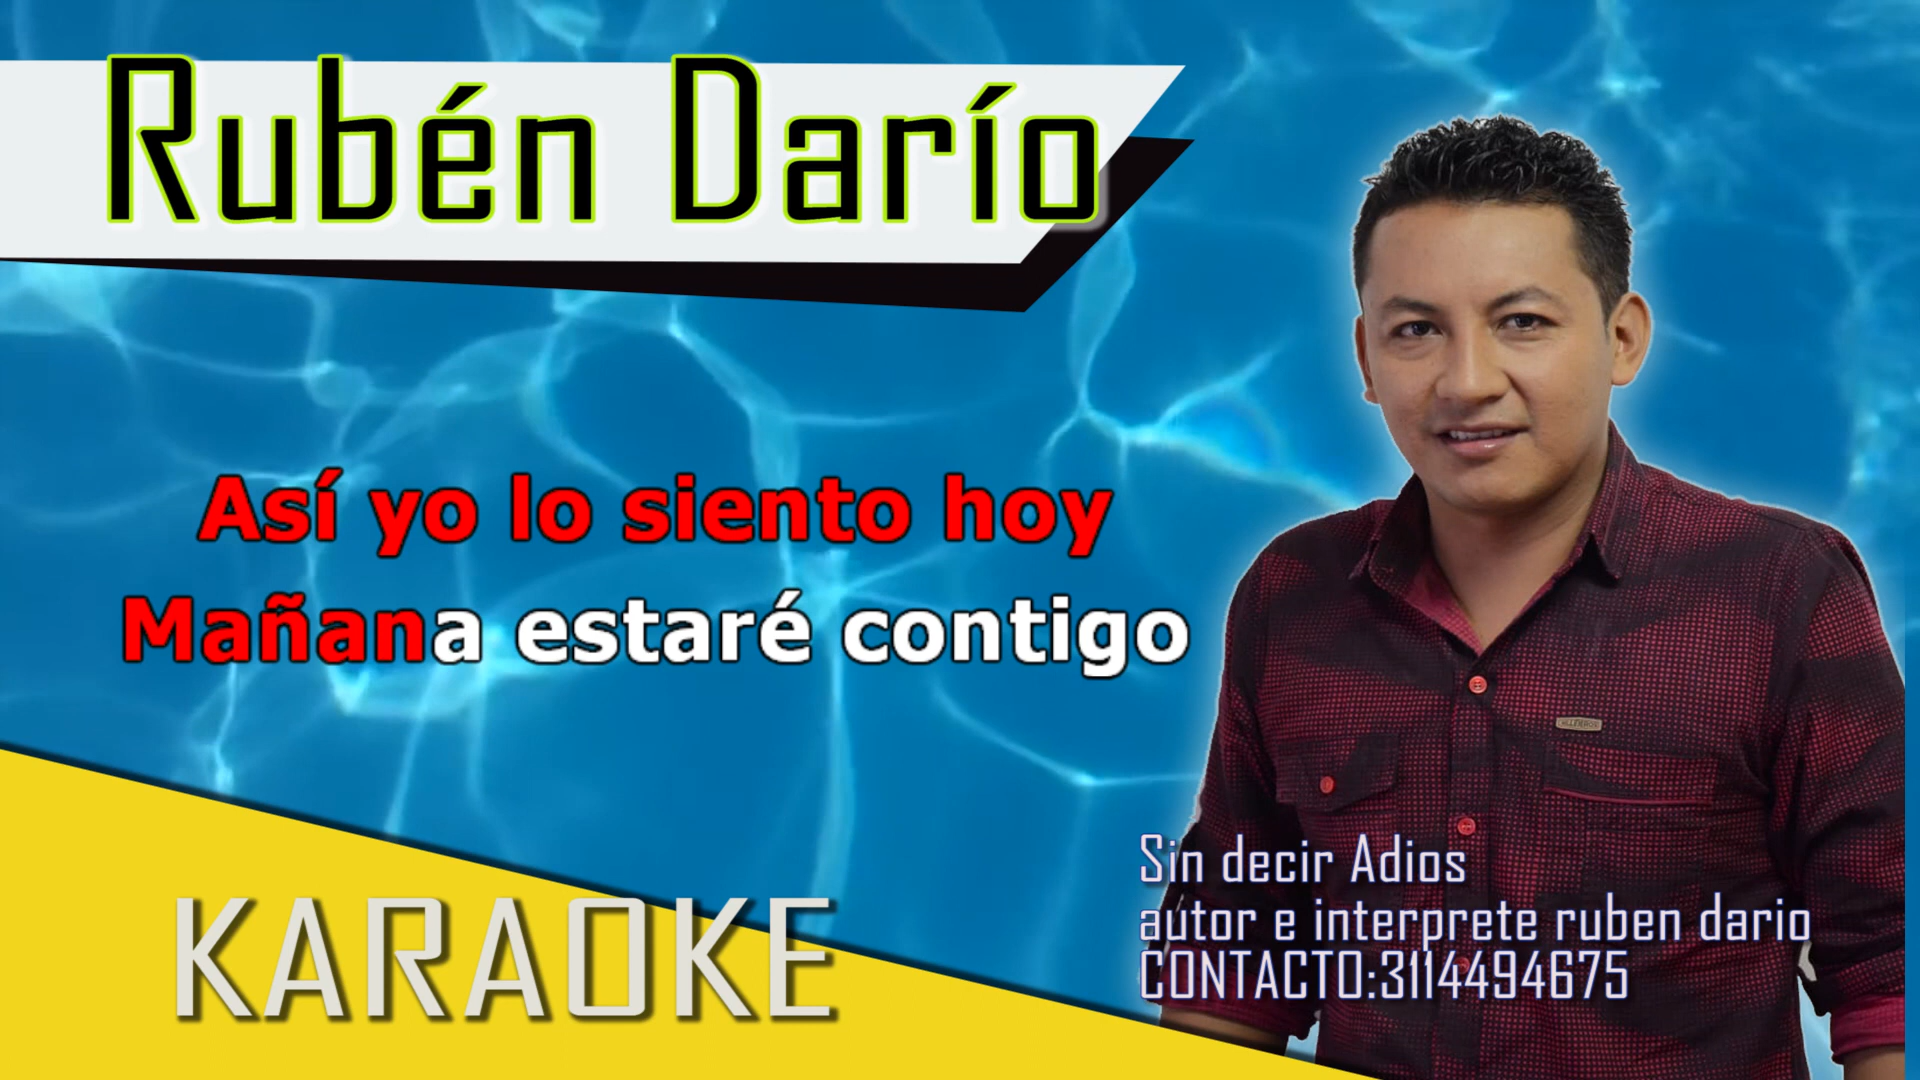 Rubén Darío
Así yo lo siento hoy
Mañana estaré contigo
KARAOKE
Sin decir Adios
autor e interprete ruben dario
CONTACTO:3114494675